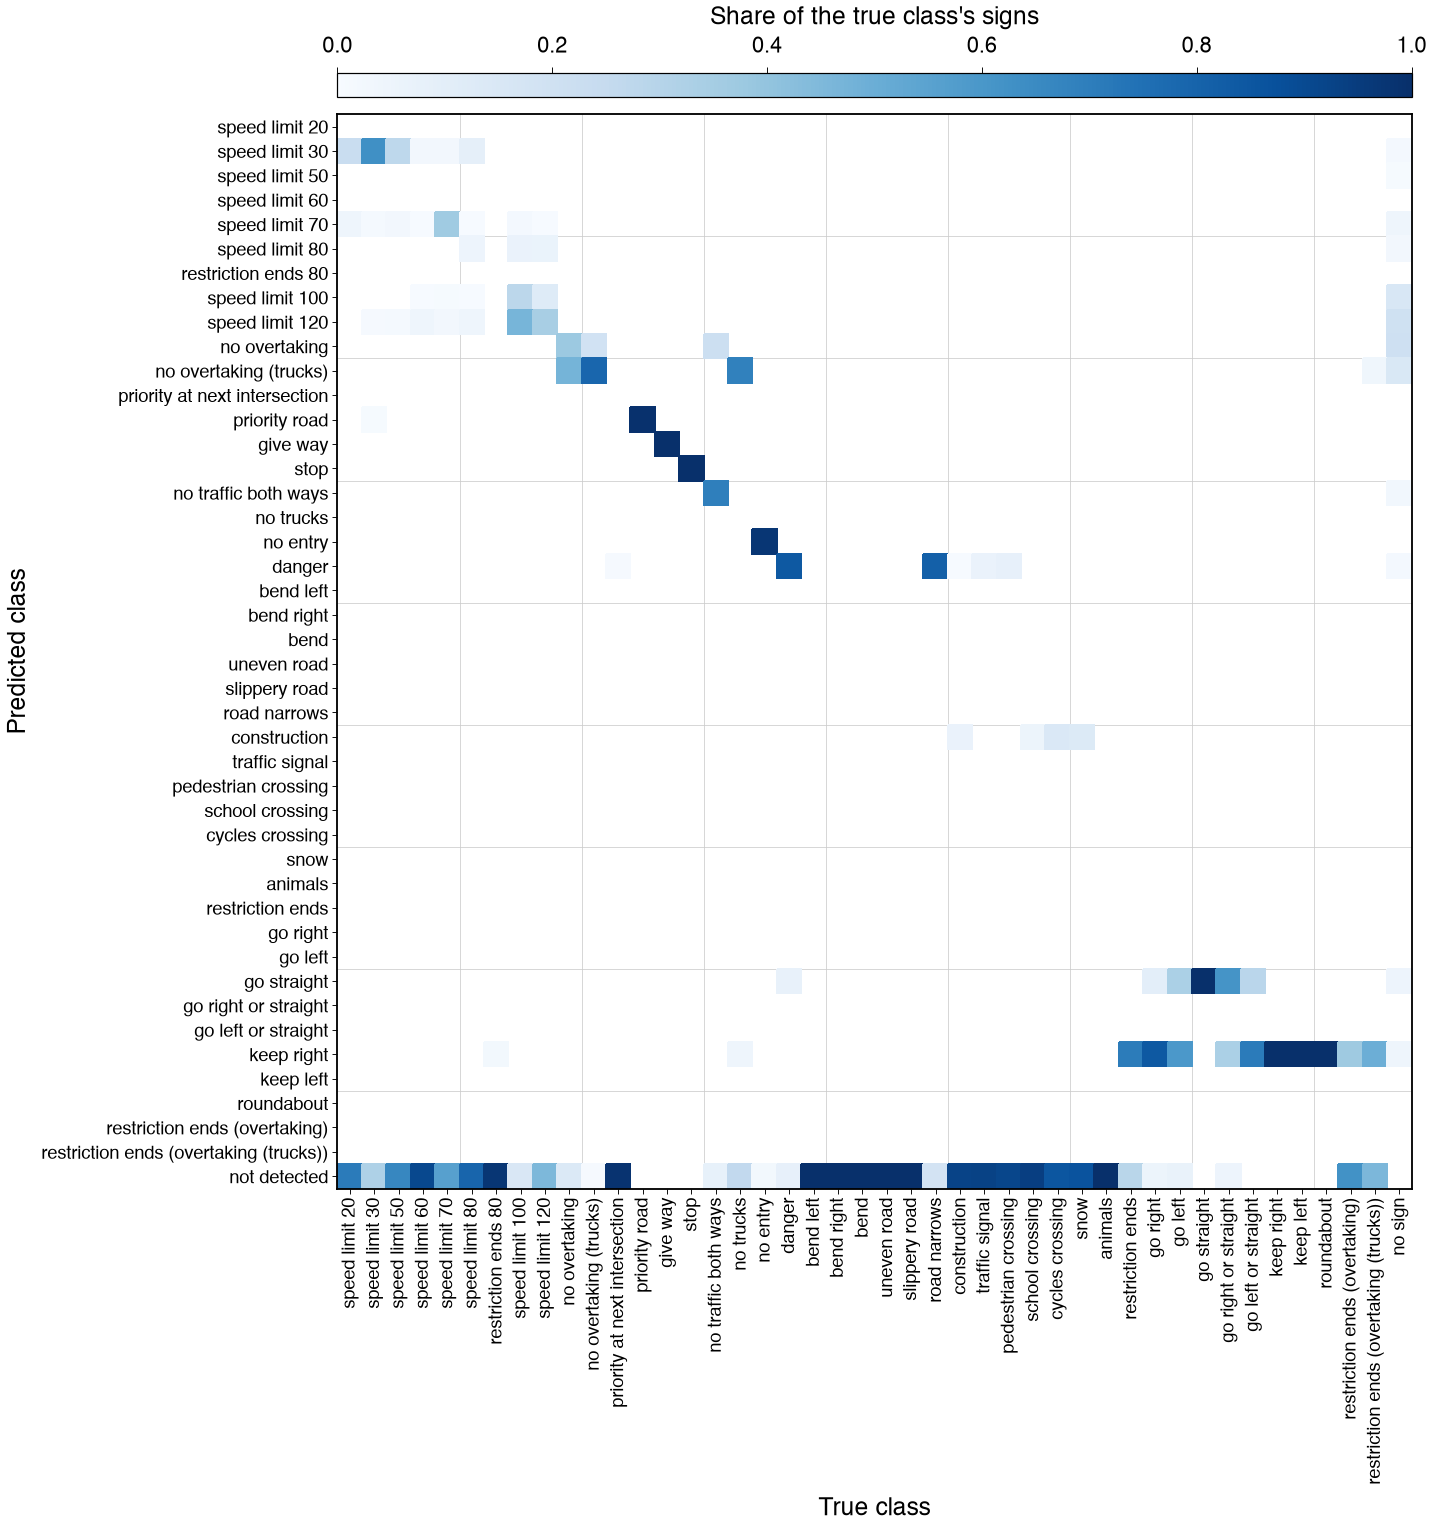 Share of the true class's signs
0.0 0.2 0.4 0.6 0.8 1.0
Predicted class
speed limit 20
speed limit 30
speed limit 50
speed limit 60
speed limit 70
speed limit 80
restriction ends 80
speed limit 100
speed limit 120
no overtaking
no overtaking (trucks)
priority at next intersection
priority road
give way
stop
no traffic both ways
no trucks
no entry
danger
bend left
bend right
bend
uneven road
slippery road
road narrows
construction
traffic signal
pedestrian crossing
school crossing
cycles crossing
snow
animals
restriction ends
go right
go left
go straight
go right or straight
go left or straight
keep right
keep left
roundabout
restriction ends (overtaking)
restriction ends (overtaking (trucks))
not detected
speed limit 20
speed limit 30
speed limit 50
speed limit 60
speed limit 70
speed limit 80
restriction ends 80
speed limit 100
speed limit 120
no overtaking
no overtaking (trucks)
priority at next intersection
priority road
give way
stop
no traffic both ways
no trucks
no entry
danger
bend left
bend right
bend
uneven road
slippery road
road narrows
construction
traffic signal
pedestrian crossing
school crossing
cycles crossing
snow
animals
restriction ends
go right
go left
go straight
go right or straight
go left or straight
keep right
keep left
roundabout
restriction ends (overtaking)
restriction ends (overtaking (trucks))
no sign
True class